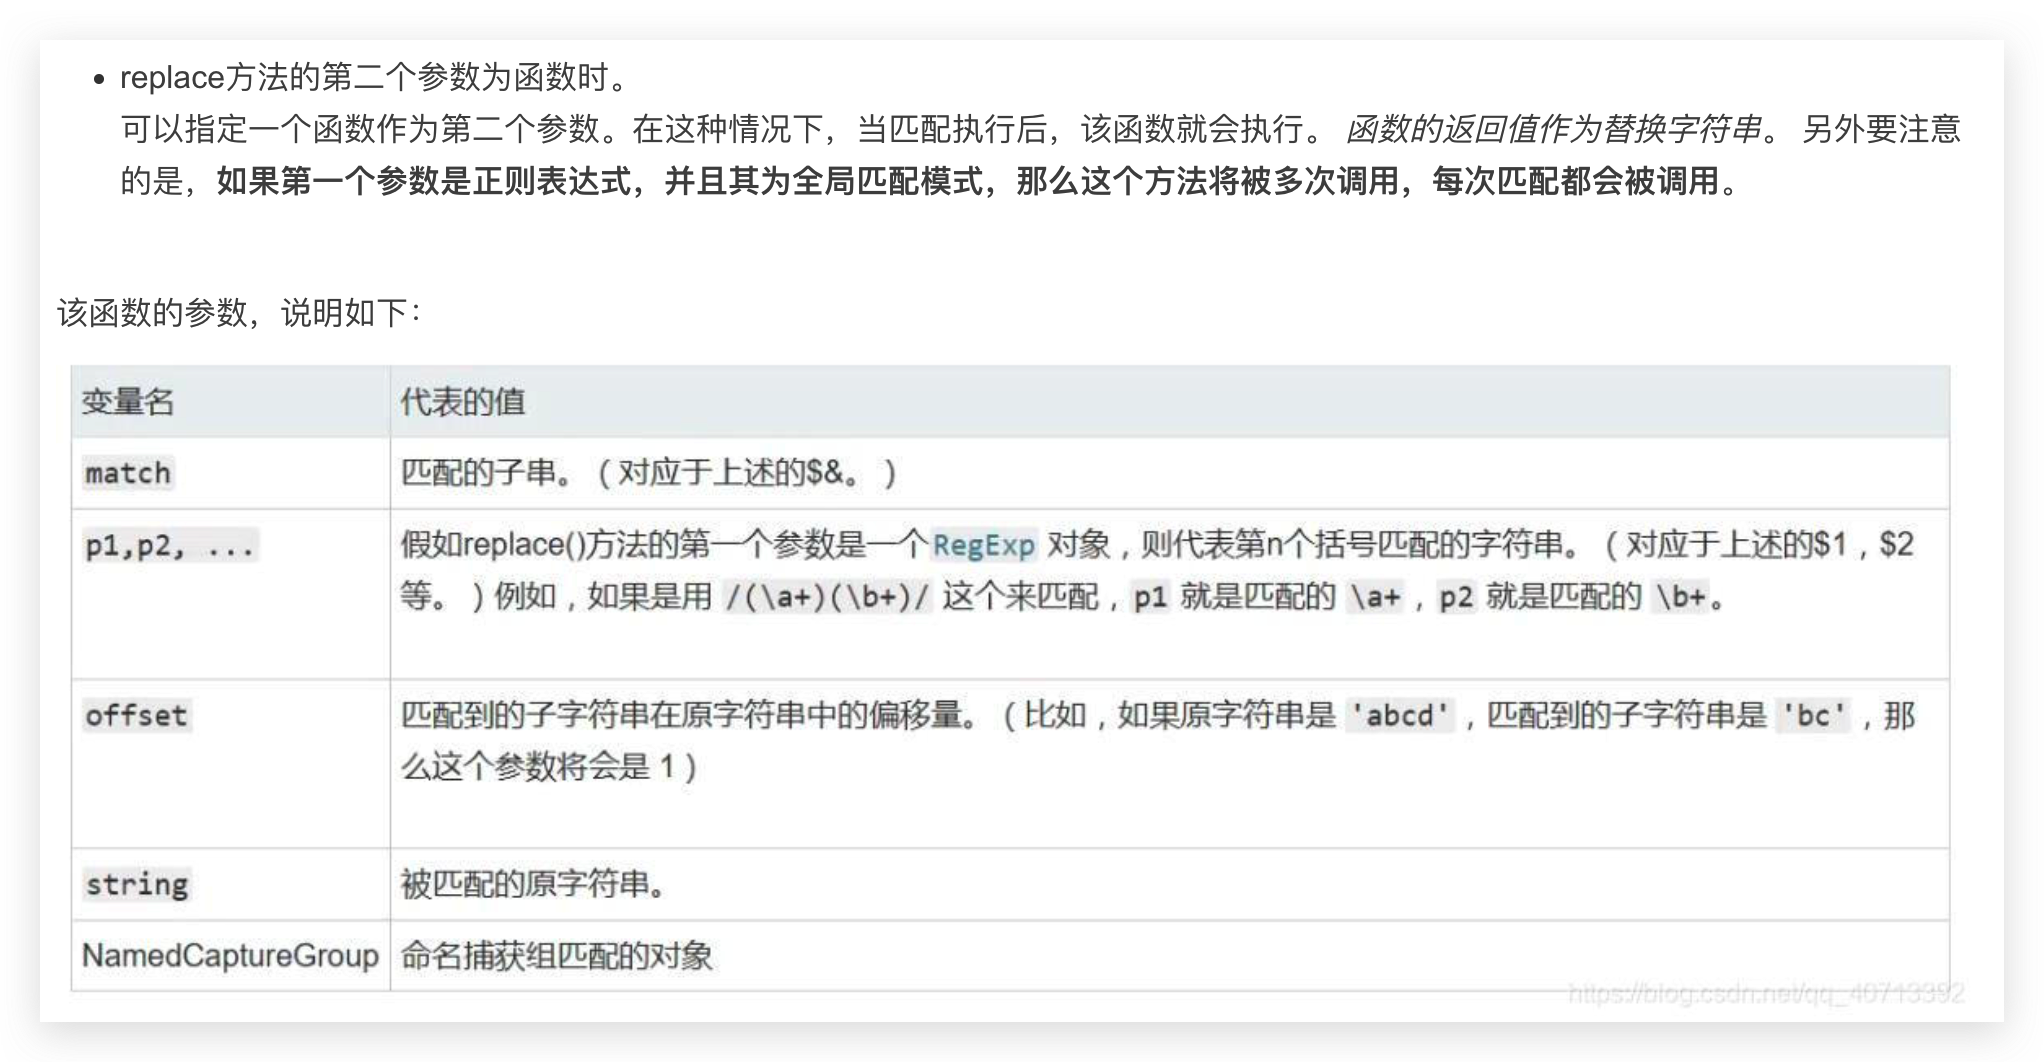 • replace方法的第二个参数为函数时。
可以指定一个函数作为第二个参数。在这种情况下，当匹配执行后，该函数就会执行。 函数的返回值作为替换字符串。 另外要注意
的是，如果第一个参数是正则表达式，并且其为全局匹配模式，那么这个方法将被多次调用，每次匹配都会被调用。
该函数的参数，说明如下：
变量名 代表的值
match 匹配的子串。（对应于上述的$&。）
p1,p2, ... 假如replace()方法的第一个参数是一个RegExp 对象，则代表第n个括号匹配的字符串。（对应于上述的$1，$2
等。）例如，如果是用 /(\a+)(\b+)/ 这个来匹配，p1 就是匹配的 \a+，p2 就是匹配的 \b+。
offset 匹配到的子字符串在原字符串中的偏移量。（比如，如果原字符串是 'abcd'，匹配到的子字符串是 'bc'，那
么这个参数将会是 1）
string 被匹配的原字符串。
NamedCaptureGroup 命名捕获组匹配的对象
https://blog.csdn.net/qq_40713392